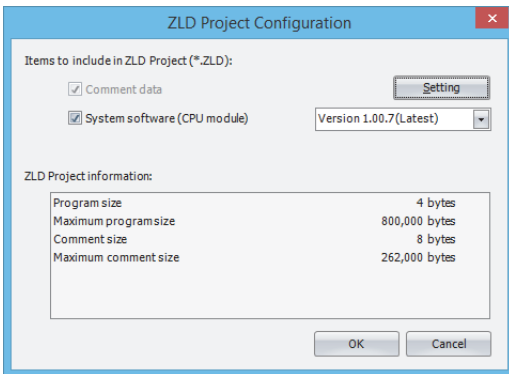 ZLD Project Configuration
Items to include in ZLD Project (*.ZLD):
Comment data
Setting
System software (CPU module) Version 1.00.7(Latest)
ZLD Project information:
Program size 4 bytes
Maximum program size 800,000 bytes
Comment size 8 bytes
Maximum comment size 262,000 bytes
OK Cancel